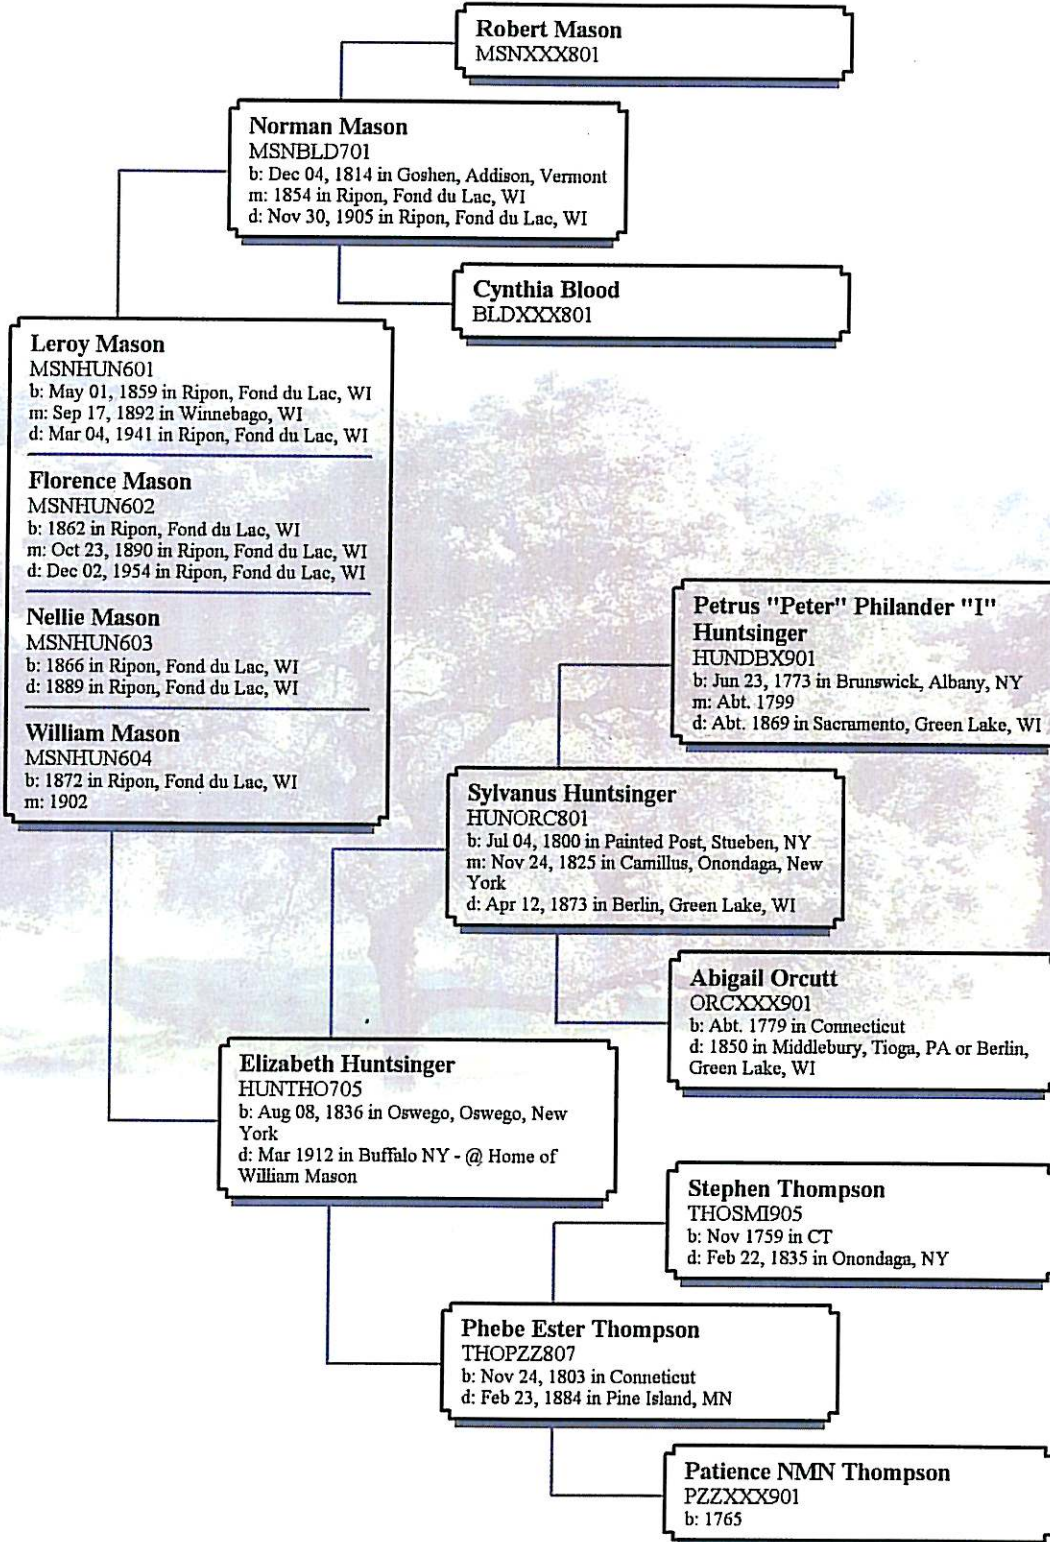 Robert Mason
MSNXXX801
Norman Mason
MSNBLD701
b: Dec 04, 1814 in Goshen, Addison, Vermont
m: 1854 in Ripon, Fond du Lac, WI
d: Nov 30, 1905 in Ripon, Fond du Lac, WI
Cynthia Blood
BLDXXX801
Leroy Mason
MSNHUN601
b: May 01, 1859 in Ripon, Fond du Lac, WI
m: Sep 17, 1892 in Winnebago, WI
d: Mar 04, 1941 in Ripon, Fond du Lac, WI
Florence Mason
MSNHUN602
b: 1862 in Ripon, Fond du Lac, WI
m: Oct 23, 1890 in Ripon, Fond du Lac, WI
d: Dec 02, 1954 in Ripon, Fond du Lac, WI
Nellie Mason
MSNHUN603
b: 1866 in Ripon, Fond du Lac, WI
d: 1889 in Ripon, Fond du Lac, WI
William Mason
MSNHUN604
b: 1872 in Ripon, Fond du Lac, WI
m: 1902
Petrus "Peter" Philander "I"
Huntsinger
HUNDBX901
b: Jun 23, 1773 in Brunswick, Albany, NY
m: Abt. 1799
d: Abt. 1869 in Sacramento, Green Lake, WI
Sylvanus Huntsinger
HUNORC801
b: Jul 04, 1800 in Painted Post, Stueben, NY
m: Nov 24, 1825 in Camillus, Onondaga, New
York
d: Apr 12, 1873 in Berlin, Green Lake, WI
Abigail Orcutt
ORCXXX901
b: Abt. 1779 in Connecticut
d: 1850 in Middlebury, Tioga, PA or Berlin,
Green Lake, WI
Elizabeth Huntsinger
HUNTHO705
b: Aug 08, 1836 in Oswego, Oswego, New
York
d: Mar 1912 in Buffalo NY - @ Home of
William Mason
Stephen Thompson
THOSMI905
b: Nov 1759 in CT
d: Feb 22, 1835 in Onondaga, NY
Phebe Ester Thompson
THOPZZ807
b: Nov 24, 1803 in Conneticut
d: Feb 23, 1884 in Pine Island, MN
Patience NMN Thompson
PZZXXX901
b: 1765